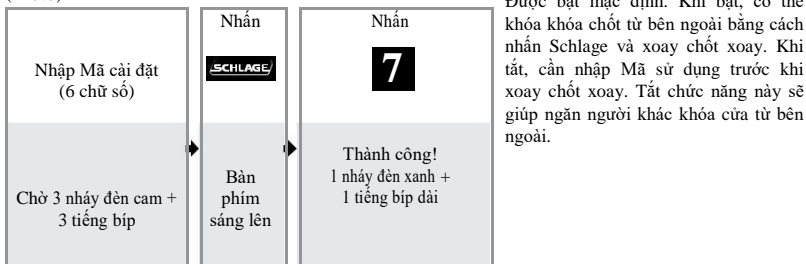 Nhập Mã cài đặt
(6 chữ số)
Chờ 3 nháy đèn cam +
3 tiếng bíp
Nhấn
SCHLAGE
Bàn
phím
sáng lên
Nhấn
7
Thành công!
1 nháy đèn xanh +
1 tiếng bíp dài
Được bật mặc định. Khi bật, có thể
khóa khóa chốt từ bên ngoài bằng cách
nhấn Schlage và xoay chốt xoay. Khi
tắt, cần nhập Mã sử dụng trước khi
xoay chốt xoay. Tắt chức năng này sẽ
giúp ngăn người khác khóa cửa từ bên
ngoài.